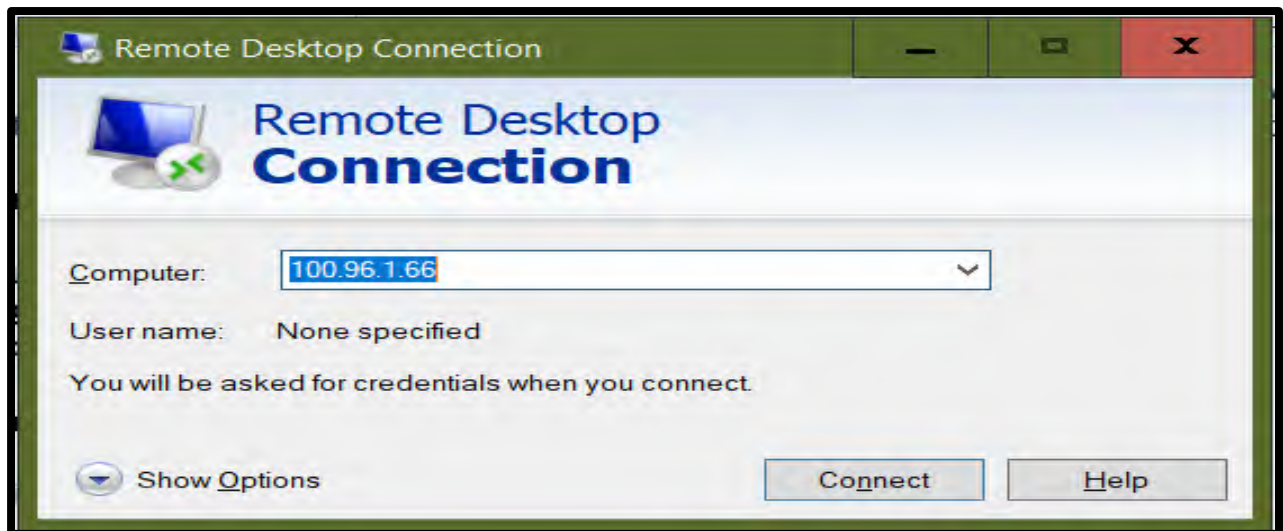 Remote Desktop Connection
Remote Desktop
Connection
Computer: 100.96.1.66
User name: None specified
You will be asked for credentials when you connect.
Show Options Connect Help